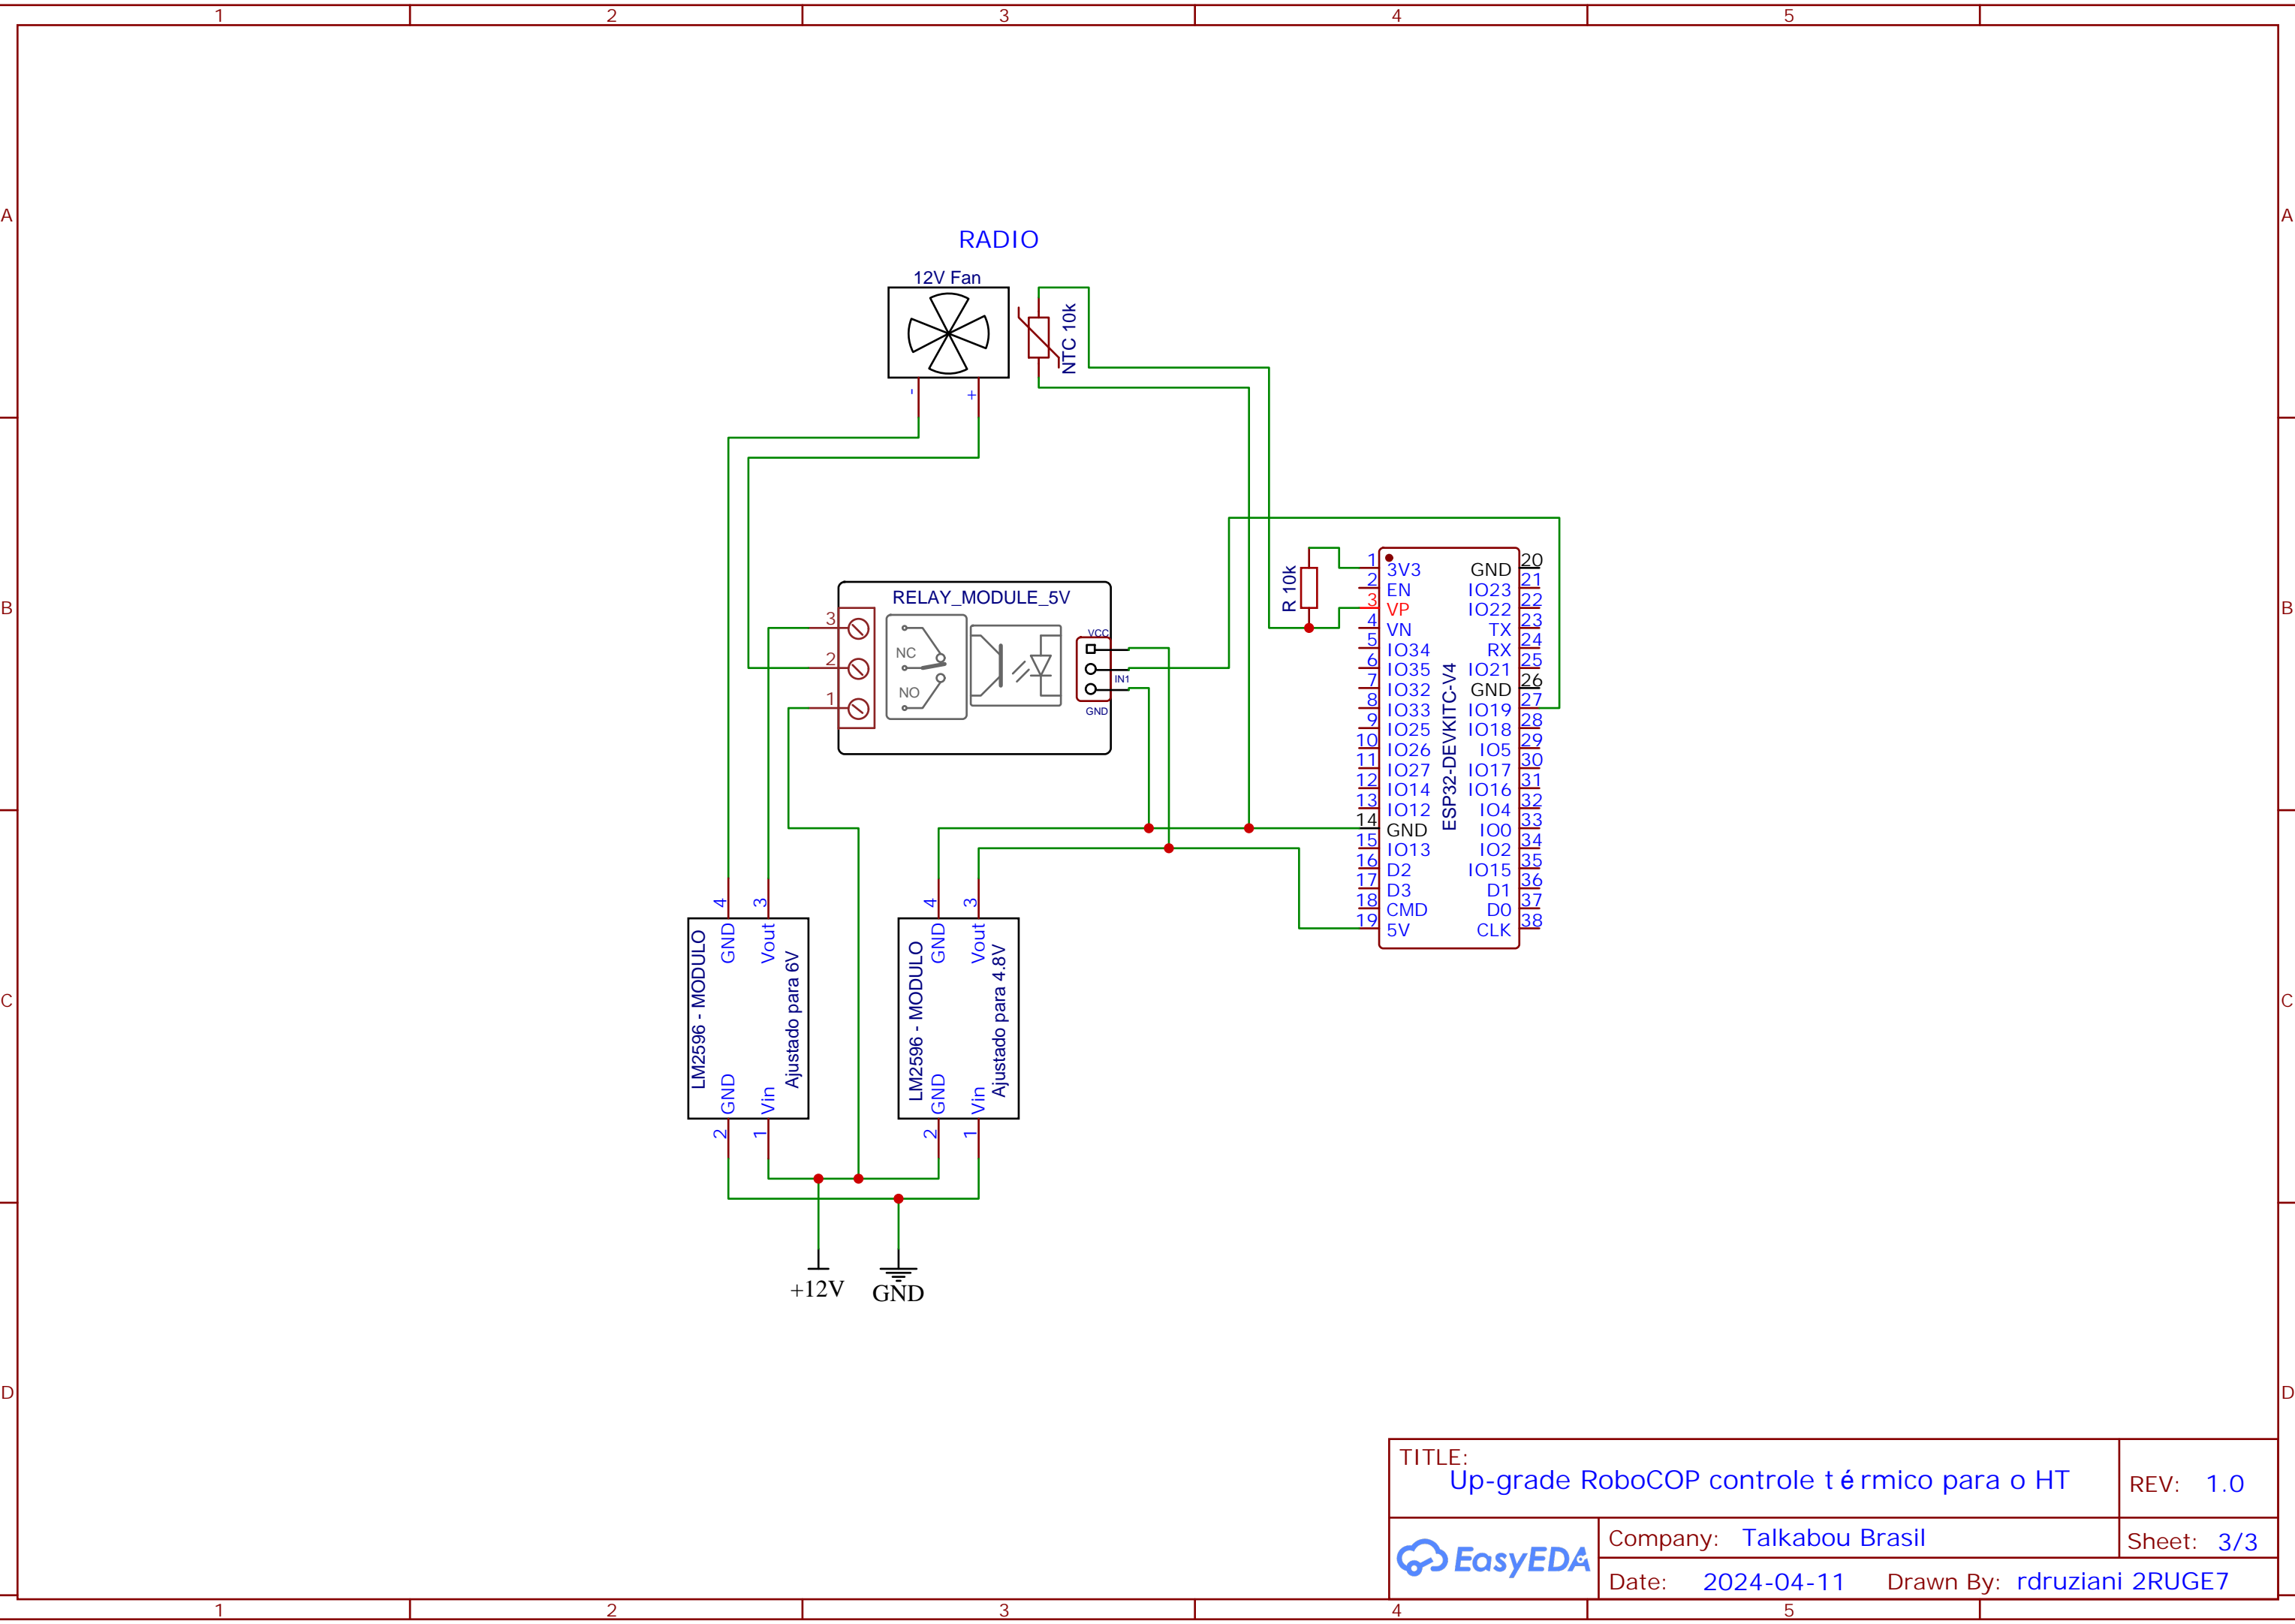 1 2 3 4 5
A A
RADIO
12V Fan
NTC 10k
- +
B B
RELAY_MODULE_5V
3
2
1
NC
NO
VCC
IN1
GND
R 10k
ESP32-DEVKITC-V4
1 3V3 GND 20
2 EN IO23 21
3 VP IO22 22
4 VN TX 23
5 IO34 RX 24
6 IO35 IO21 25
7 IO32 GND 26
8 IO33 IO19 27
9 IO25 IO18 28
10 IO26 IO5 29
11 IO27 IO17 30
12 IO14 IO16 31
13 IO12 IO4 32
14 GND IO0 33
15 IO13 IO2 34
16 D2 IO15 35
17 D3 D1 36
18 CMD D0 37
19 5V CLK 38
C C
4 3
GND Vout
LM2596 - MODULO
Ajustado para 6V
GND Vin
2 1
4 3
GND Vout
LM2596 - MODULO
Ajustado para 4.8V
GND Vin
2 1
+12V GND
D D
TITLE:
Up-grade RoboCOP controle térmico para o HT
REV: 1.0
EasyEDA
Company: Talkabou Brasil
Sheet: 3/3
Date: 2024-04-11 Drawn By: rdruziani 2RUGE7
1 2 3 4 5